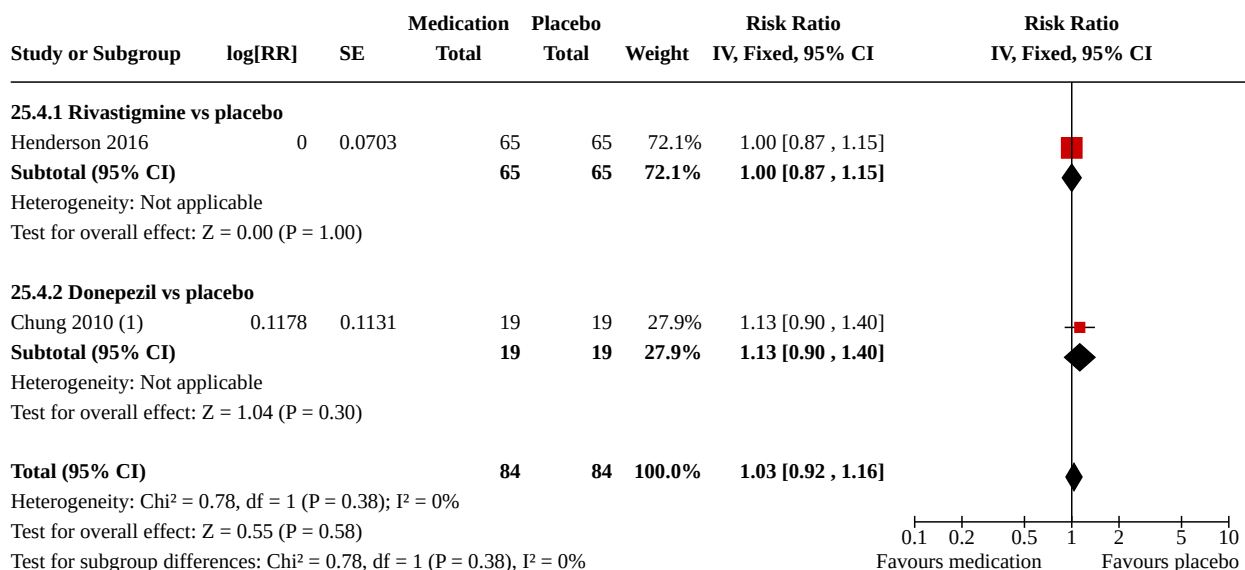 Medication Placebo Risk Ratio Risk Ratio
Study or Subgroup log[RR] SE Total Total Weight IV, Fixed, 95% CI IV, Fixed, 95% CI
25.4.1 Rivastigmine vs placebo
Henderson 2016 0 0.0703 65 65 72.1% 1.00 [0.87 , 1.15]
Subtotal (95% CI) 65 65 72.1% 1.00 [0.87 , 1.15]
Heterogeneity: Not applicable
Test for overall effect: Z = 0.00 (P = 1.00)
25.4.2 Donepezil vs placebo
Chung 2010 (1) 0.1178 0.1131 19 19 27.9% 1.13 [0.90 , 1.40]
Subtotal (95% CI) 19 19 27.9% 1.13 [0.90 , 1.40]
Heterogeneity: Not applicable
Test for overall effect: Z = 1.04 (P = 0.30)
Total (95% CI) 84 84 100.0% 1.03 [0.92 , 1.16]
Heterogeneity: Chi² = 0.78, df = 1 (P = 0.38); I² = 0%
Test for overall effect: Z = 0.55 (P = 0.58)
0.1 0.2 0.5 1 2 5 10
Test for subgroup differences: Chi² = 0.78, df = 1 (P = 0.38), I² = 0% Favours medication Favours placebo